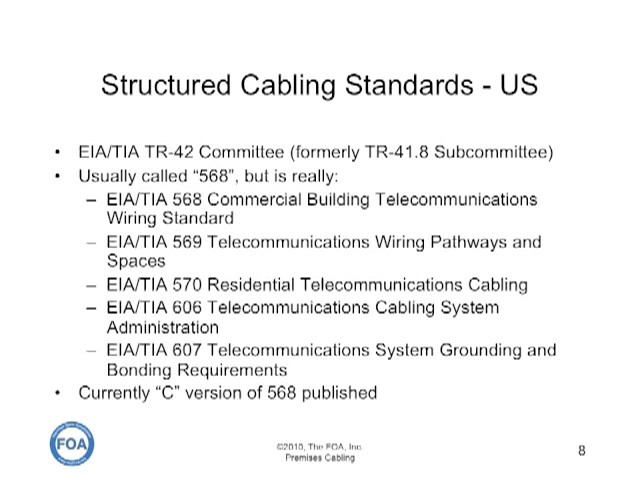 Structured Cabling Standards - US
• EIA/TIA TR-42 Committee (formerly TR-41.8 Subcommittee)
• Usually called “568”, but is really:
– EIA/TIA 568 Commercial Building Telecommunications
Wiring Standard
– EIA/TIA 569 Telecommunications Wiring Pathways and
Spaces
– EIA/TIA 570 Residential Telecommunications Cabling
– EIA/TIA 606 Telecommunications Cabling System
Administration
– EIA/TIA 607 Telecommunications System Grounding and
Bonding Requirements
• Currently “C” version of 568 published
FOA
©2010, The FOA, Inc.
Premises Cabling
8